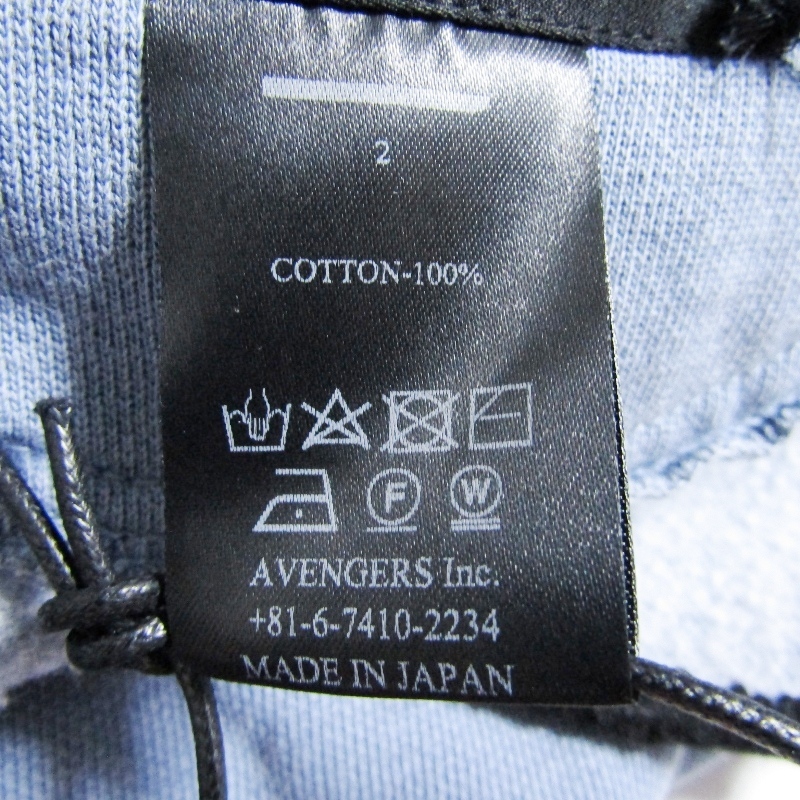 2
COTTON-100%
F W
AVENGERS Inc.
+81-6-7410-2234
MADE IN JAPAN